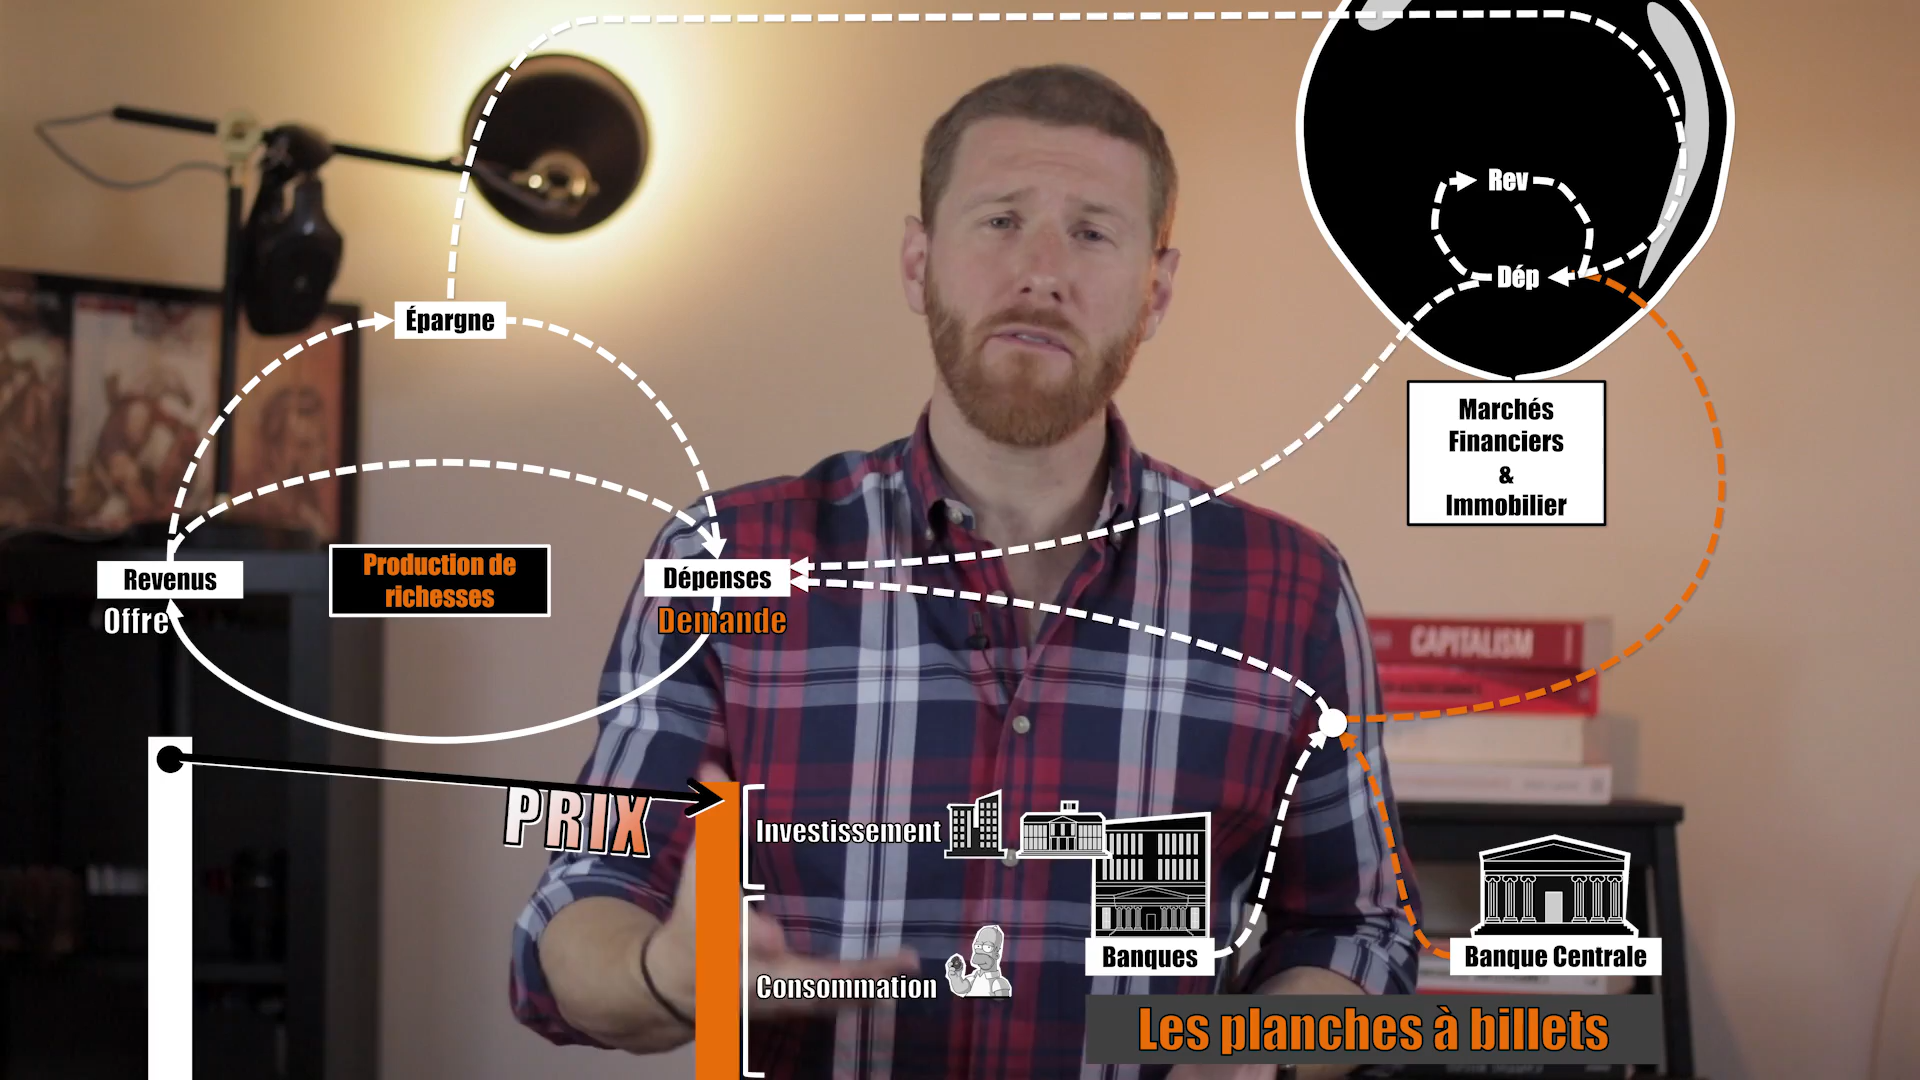 Rev
Dép
Épargne
Marchés
Financiers
&
Immobilier
Revenus
Offre
Production de
richesses
Dépenses
Demande
CAPITALISM
PRIX
Investissement
Consommation
Banques
Banque Centrale
Les planches à billets